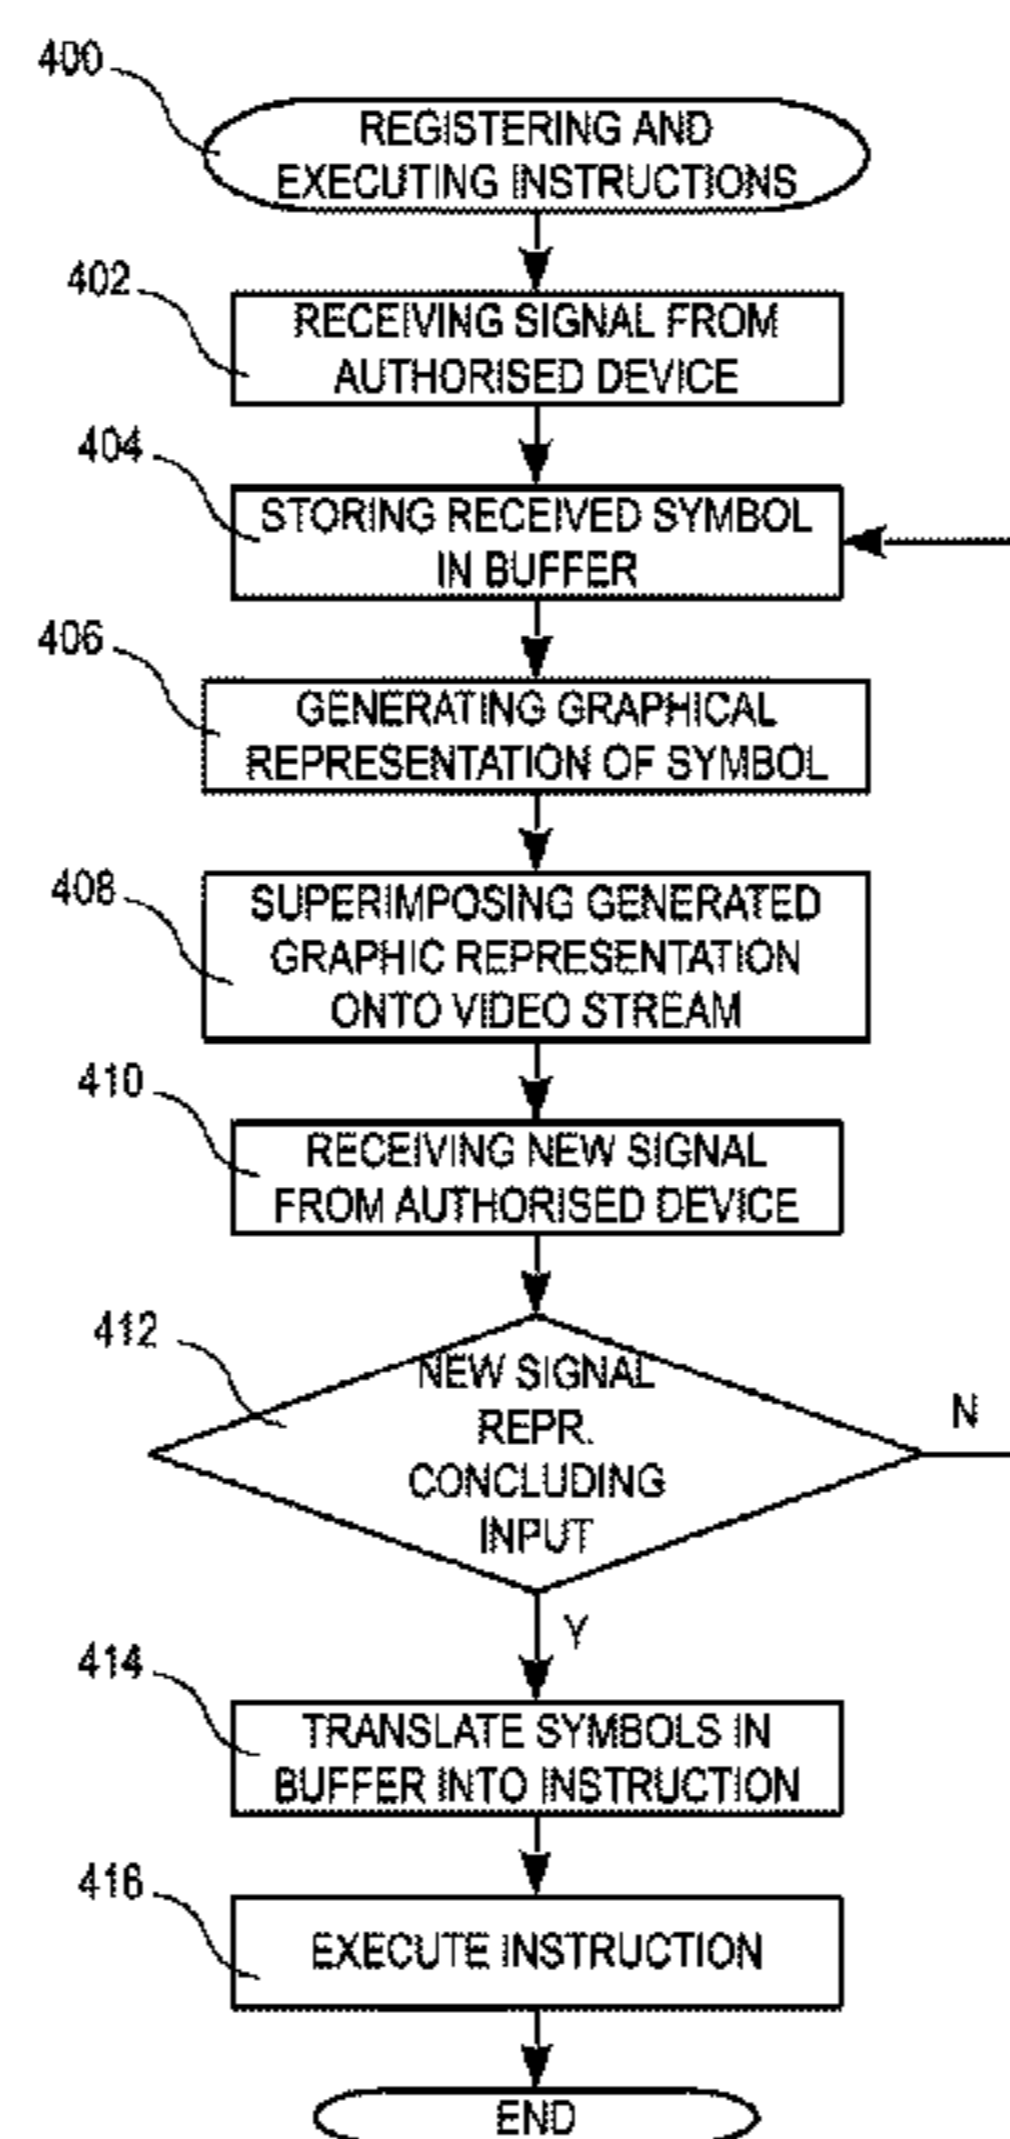 400
REGISTERING AND
EXECUTING INSTRUCTIONS
402
RECEIVING SIGNAL FROM
AUTHORISED DEVICE
404
STORING RECEIVED SYMBOL
IN BUFFER
406
GENERATING GRAPHICAL
REPRESENTATION OF SYMBOL
408
SUPERIMPOSING GENERATED
GRAPHIC REPRESENTATION
ONTO VIDEO STREAM
410
RECEIVING NEW SIGNAL
FROM AUTHORISED DEVICE
412
NEW SIGNAL
REPR.
CONCLUDING
INPUT
N
Y
414
TRANSLATE SYMBOLS IN
BUFFER INTO INSTRUCTION
416
EXECUTE INSTRUCTION
END